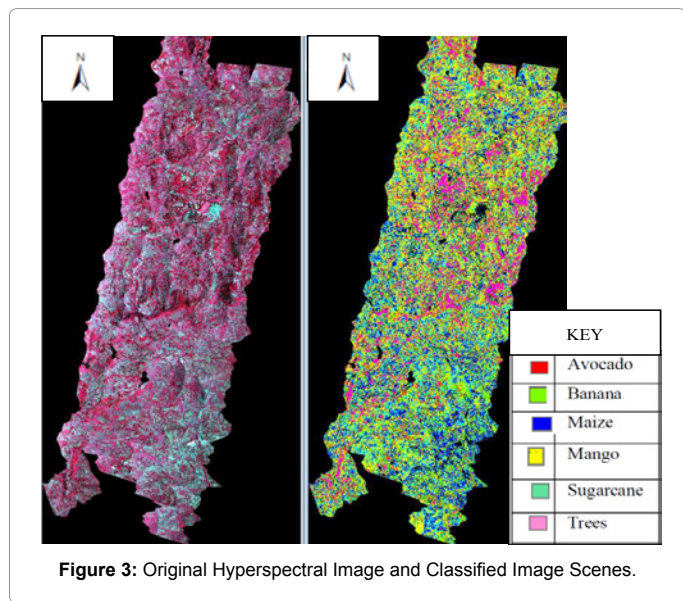 N
N
KEY
Avocado
Banana
Maize
Mango
Sugarcane
Trees
Figure 3: Original Hyperspectral Image and Classified Image Scenes.